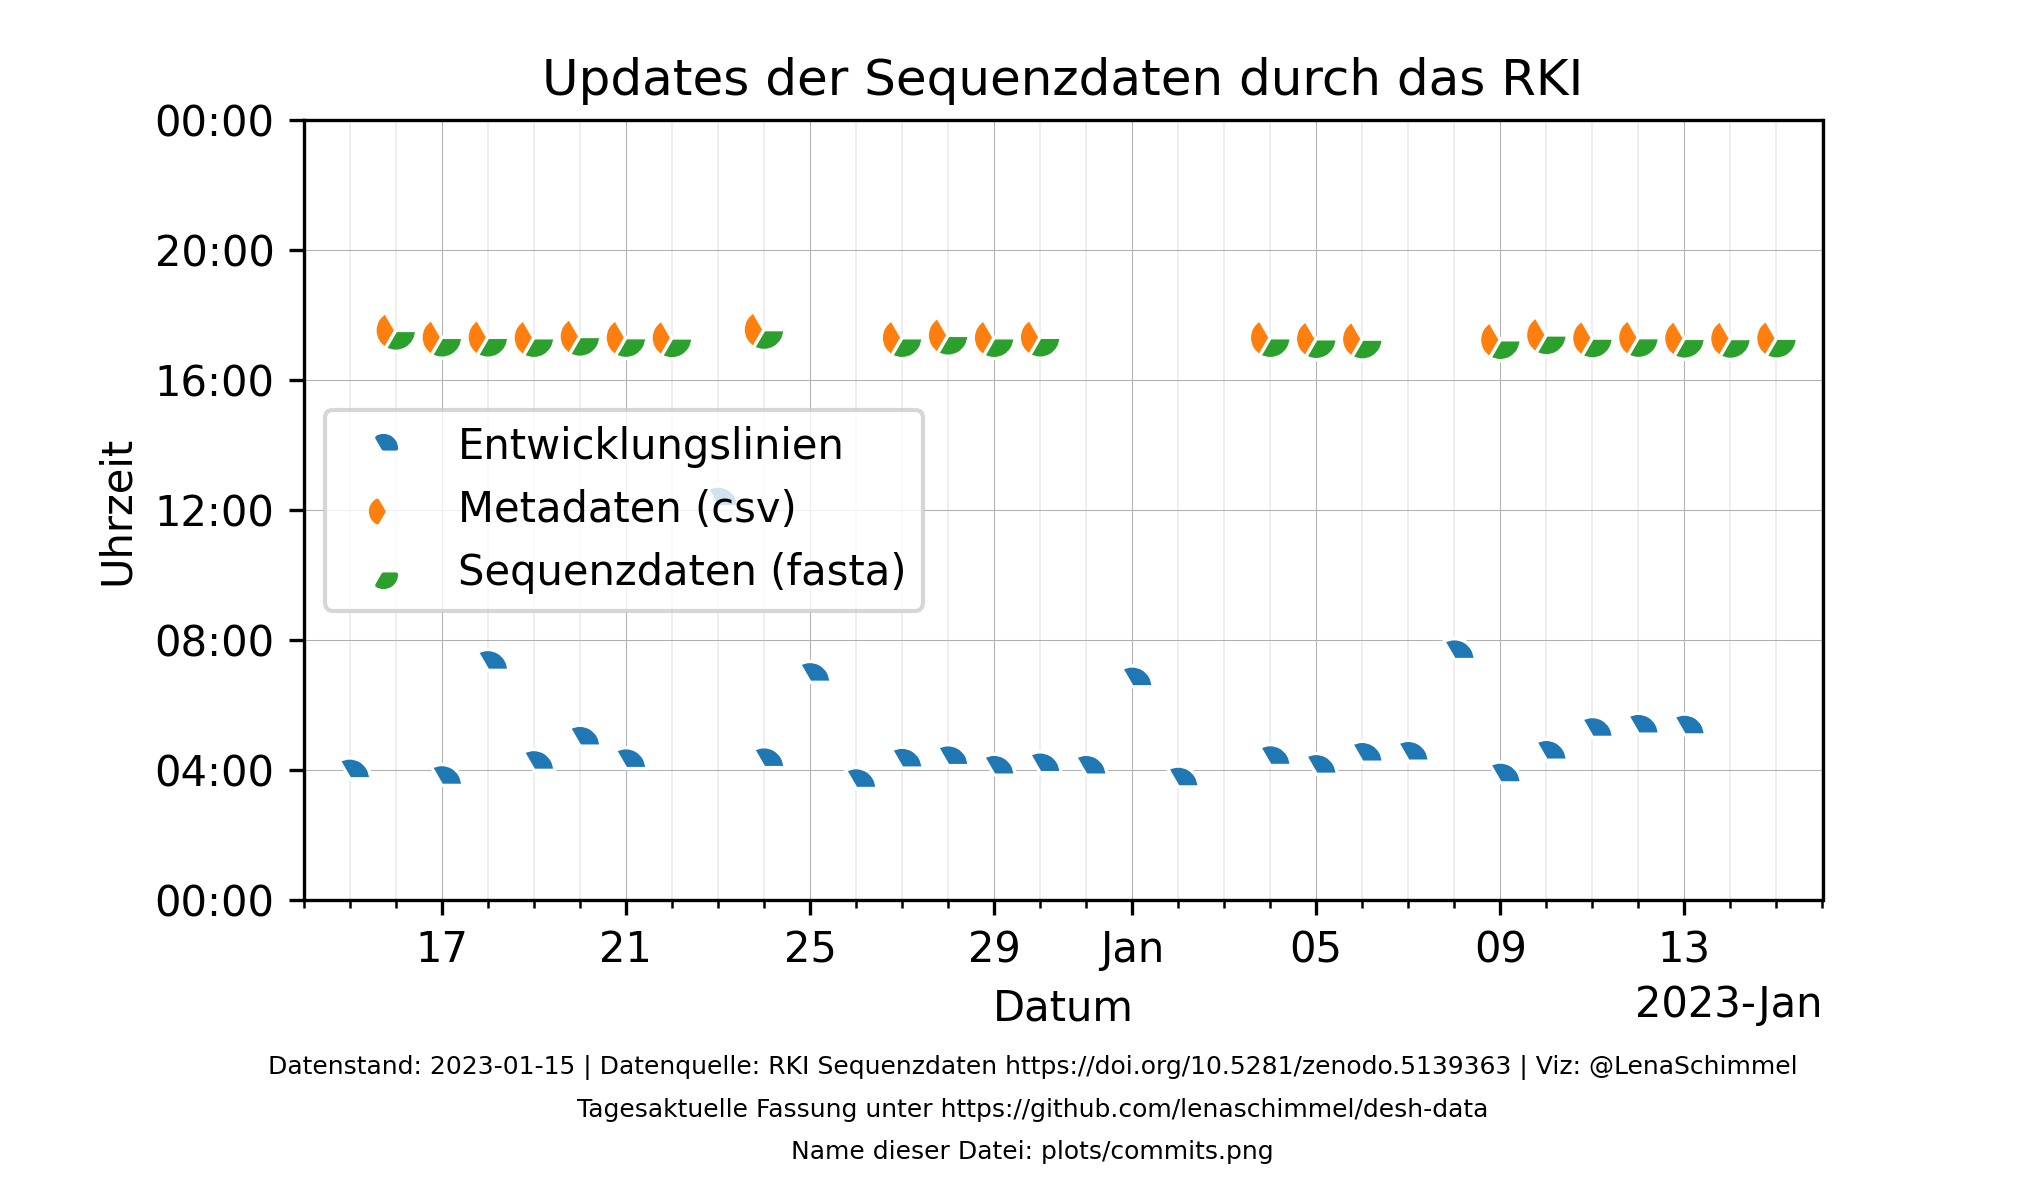 Updates der Sequenzdaten durch das RKI
00:00
20:00
16:00
12:00
08:00
04:00
00:00
Uhrzeit
Entwicklungslinien
Metadaten (csv)
Sequenzdaten (fasta)
17 21 25 29 Jan 05 09 13
Datum
2023-Jan
Datenstand: 2023-01-15 | Datenquelle: RKI Sequenzdaten https://doi.org/10.5281/zenodo.5139363 | Viz: @LenaSchimmel
Tagesaktuelle Fassung unter https://github.com/lenaschimmel/desh-data
Name dieser Datei: plots/commits.png